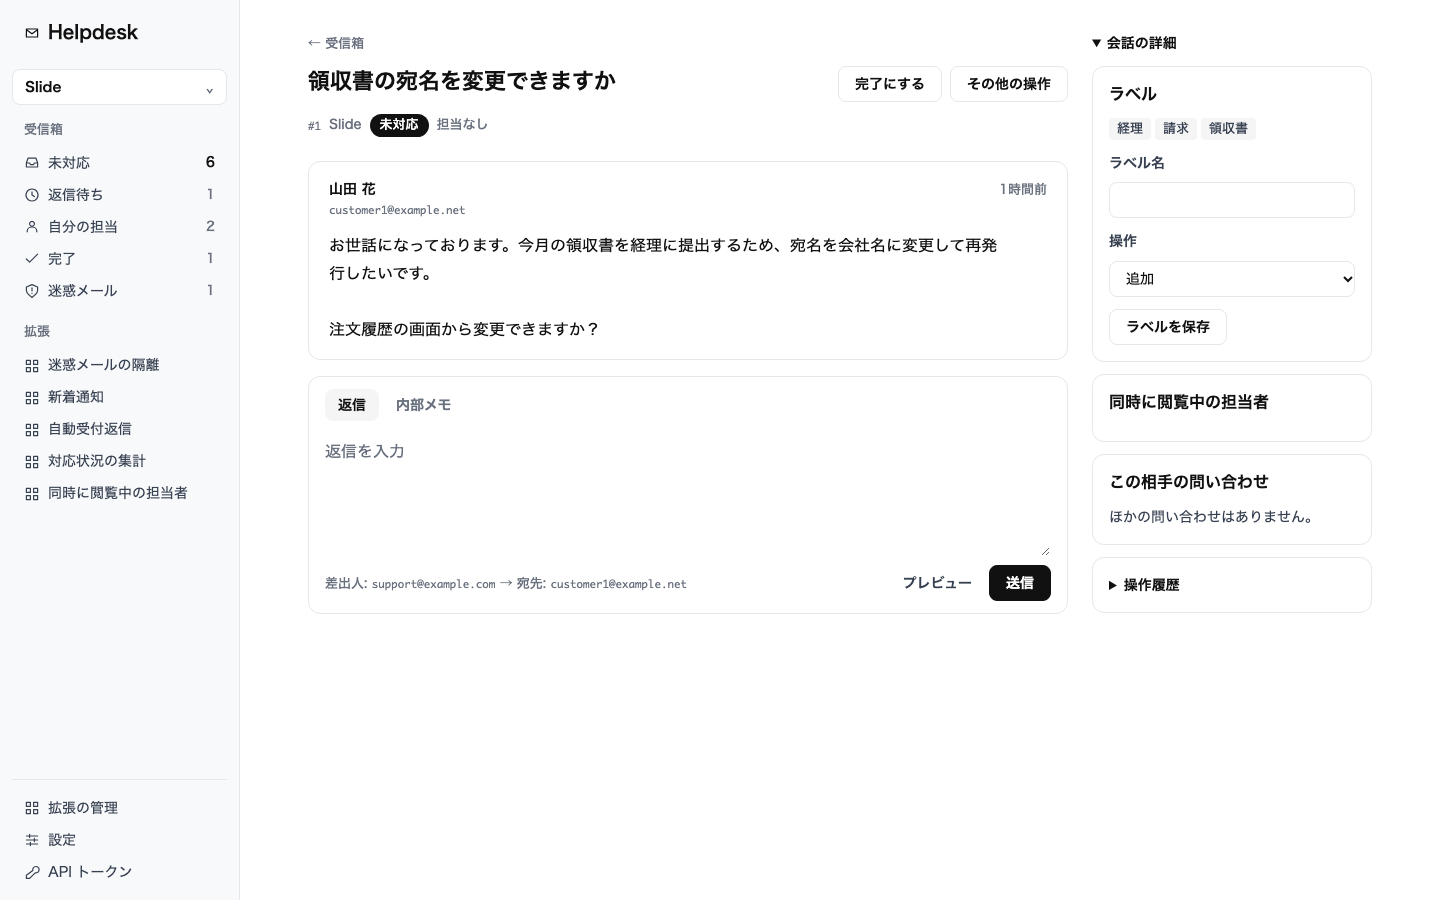 Helpdesk
Slide
受信箱
未対応 6
返信待ち 1
自分の担当 2
完了 1
迷惑メール 1
拡張
迷惑メールの隔離
新着通知
自動受付返信
対応状況の集計
同時に閲覧中の担当者
拡張の管理
設定
API トークン
← 受信箱
領収書の宛名を変更できますか
完了にする
その他の操作
#1 Slide 未対応 担当なし
山田 花
1時間前
customer1@example.net
お世話になっております。今月の領収書を経理に提出するため、宛名を会社名に変更して再発
行したいです。
注文履歴の画面から変更できますか？
返信 内部メモ
返信を入力
差出人: support@example.com → 宛先: customer1@example.net
プレビュー
送信
▼ 会話の詳細
ラベル
経理 請求 領収書
ラベル名
操作
追加
ラベルを保存
同時に閲覧中の担当者
この相手の問い合わせ
ほかの問い合わせはありません。
▶ 操作履歴